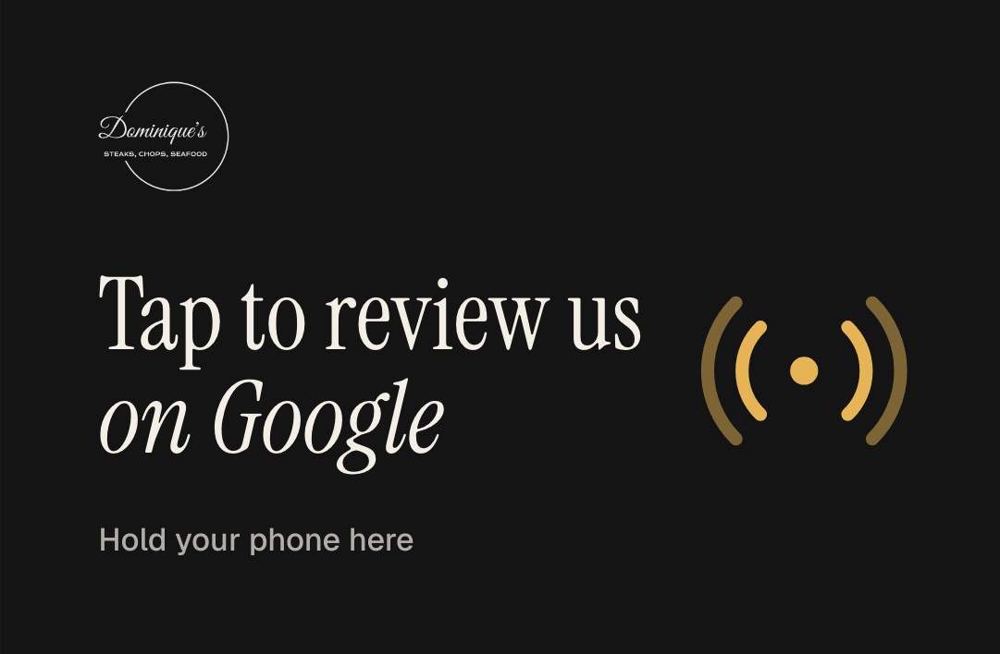 Dominique's
STEAKS, CHOPS, SEAFOOD
Tap to review us
on Google
Hold your phone here